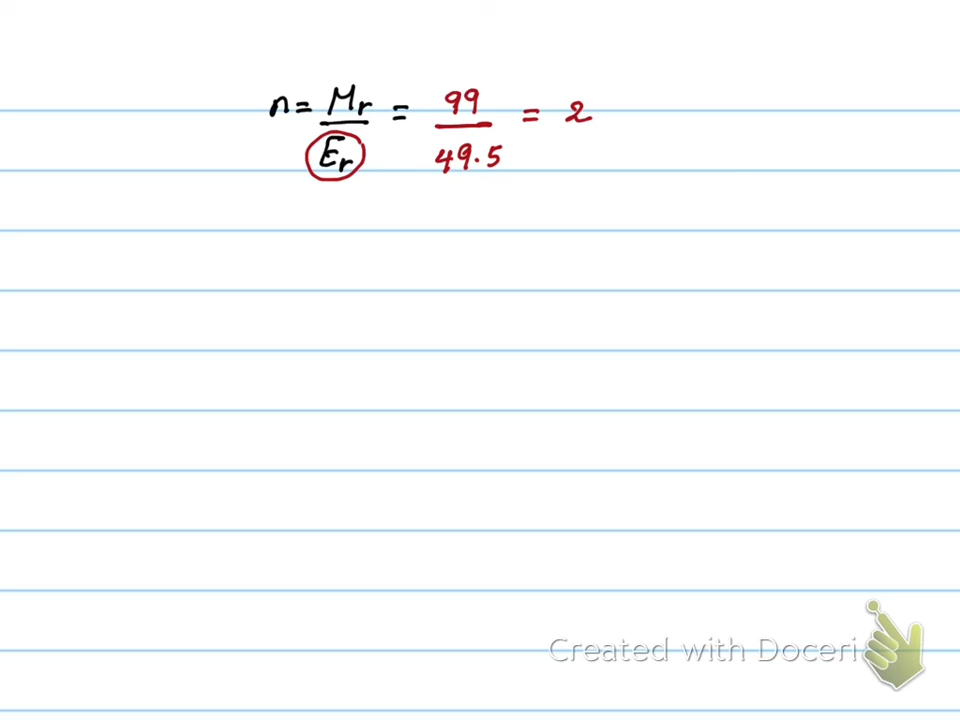 n = Mr / Er = 99 / 49.5 = 2
Created with Doceri